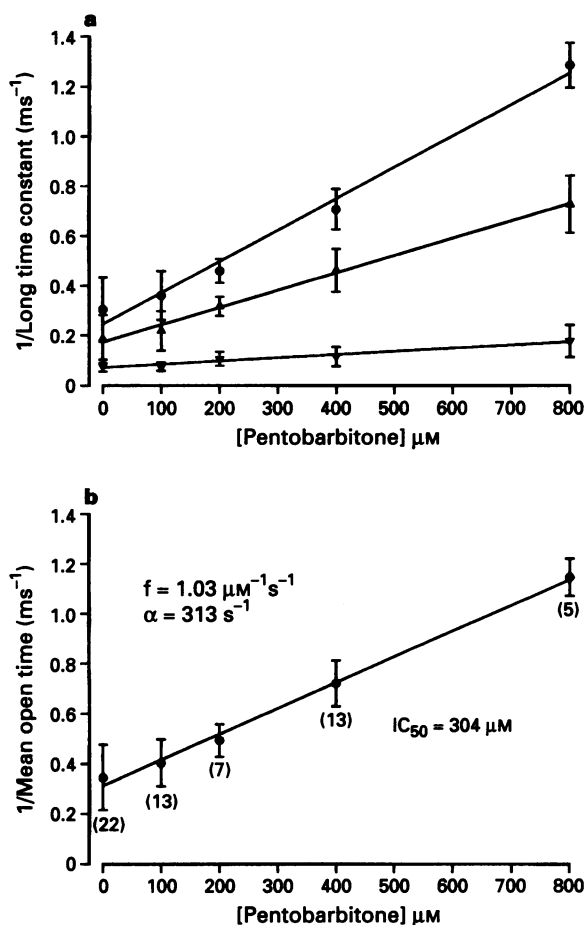 a
1/Long time constant (ms⁻¹)
1.4
1.2
1.0
0.8
0.6
0.4
0.2
0
0 100 200 300 400 500 600 700 800
[Pentobarbitone] μM
b
1/Mean open time (ms⁻¹)
1.4
1.2
1.0
0.8
0.6
0.4
0.2
0
f = 1.03 μM⁻¹s⁻¹
α = 313 s⁻¹
(5)
(13)
IC₅₀ = 304 μM
(7)
(13)
(22)
0 100 200 300 400 500 600 700 800
[Pentobarbitone] μM